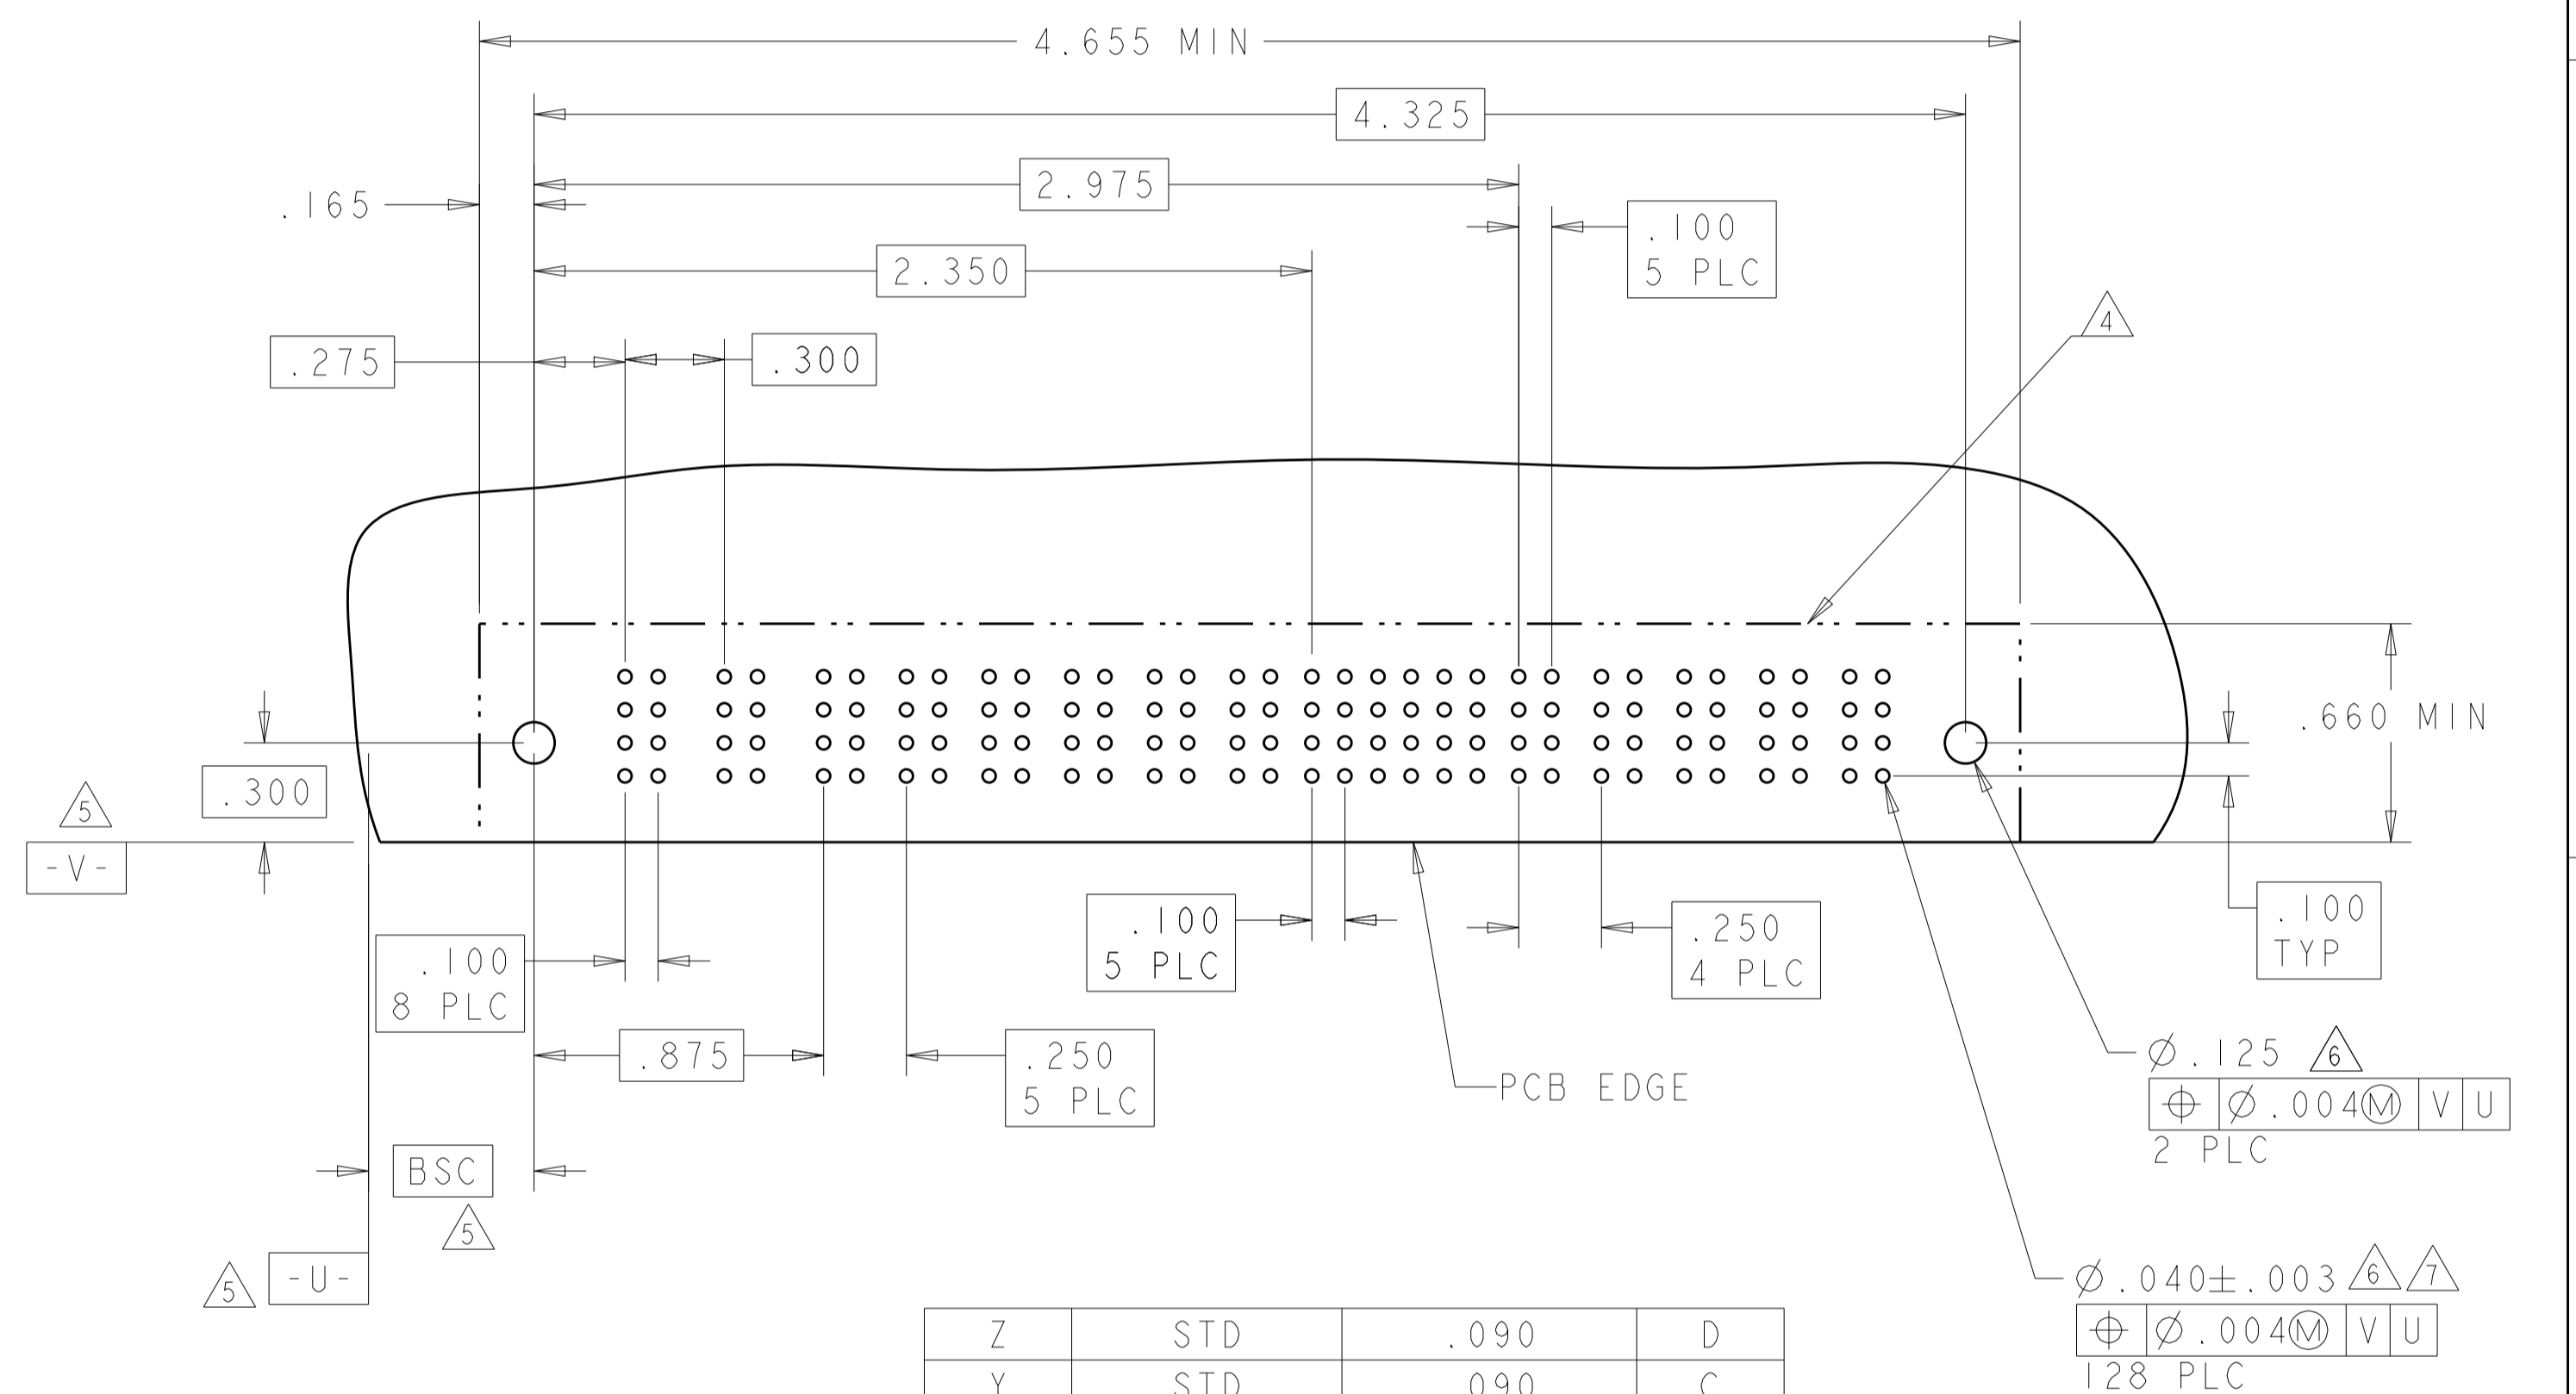 4.655 MIN
4.325
2.975
.165
.100
5 PLC
2.350
4
.275
.300
.660 MIN
.300
5
-V-
.100
TYP
.100
5 PLC
.250
4 PLC
.100
8 PLC
.875
.250
5 PLC
PCB EDGE
Ø.125 6
⌖ Ø.004Ⓜ V U
2 PLC
BSC
5
5 -U-
Ø.040±.003 6 7
⌖ Ø.004Ⓜ V U
128 PLC
Z STD .090 D
Y STD .090 C